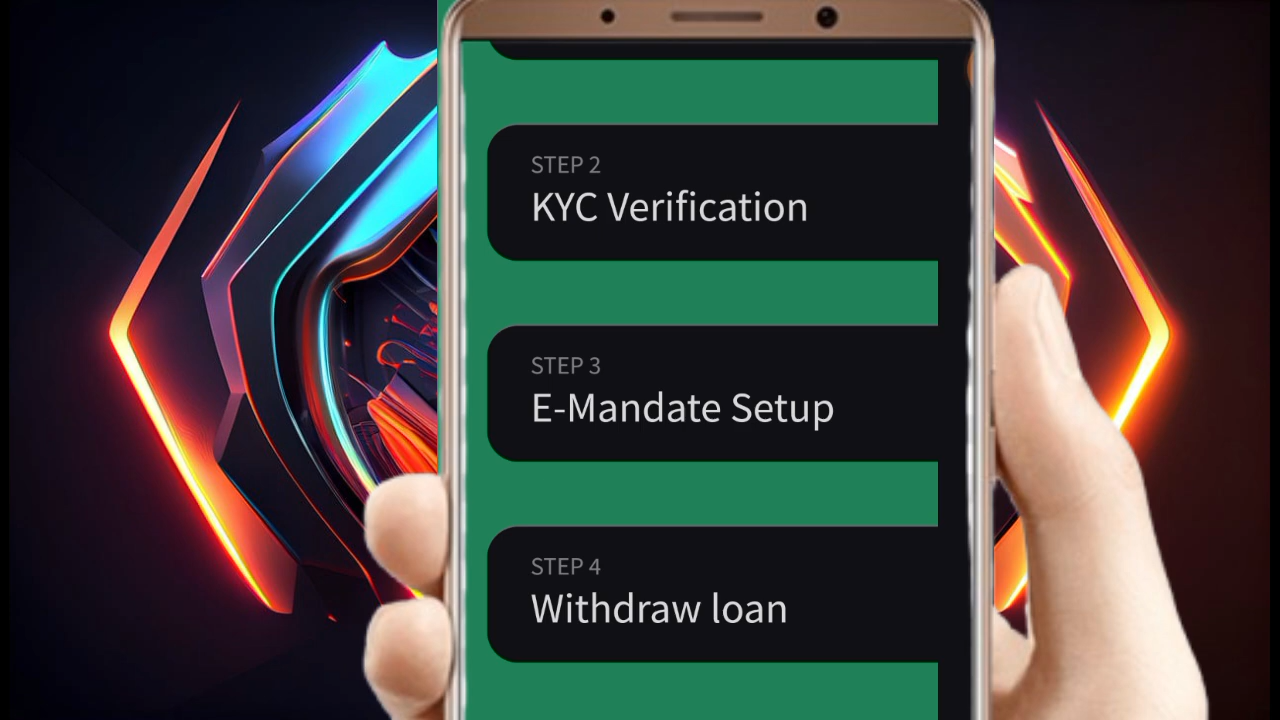 STEP 2
KYC Verification
STEP 3
E-Mandate Setup
STEP 4
Withdraw loan